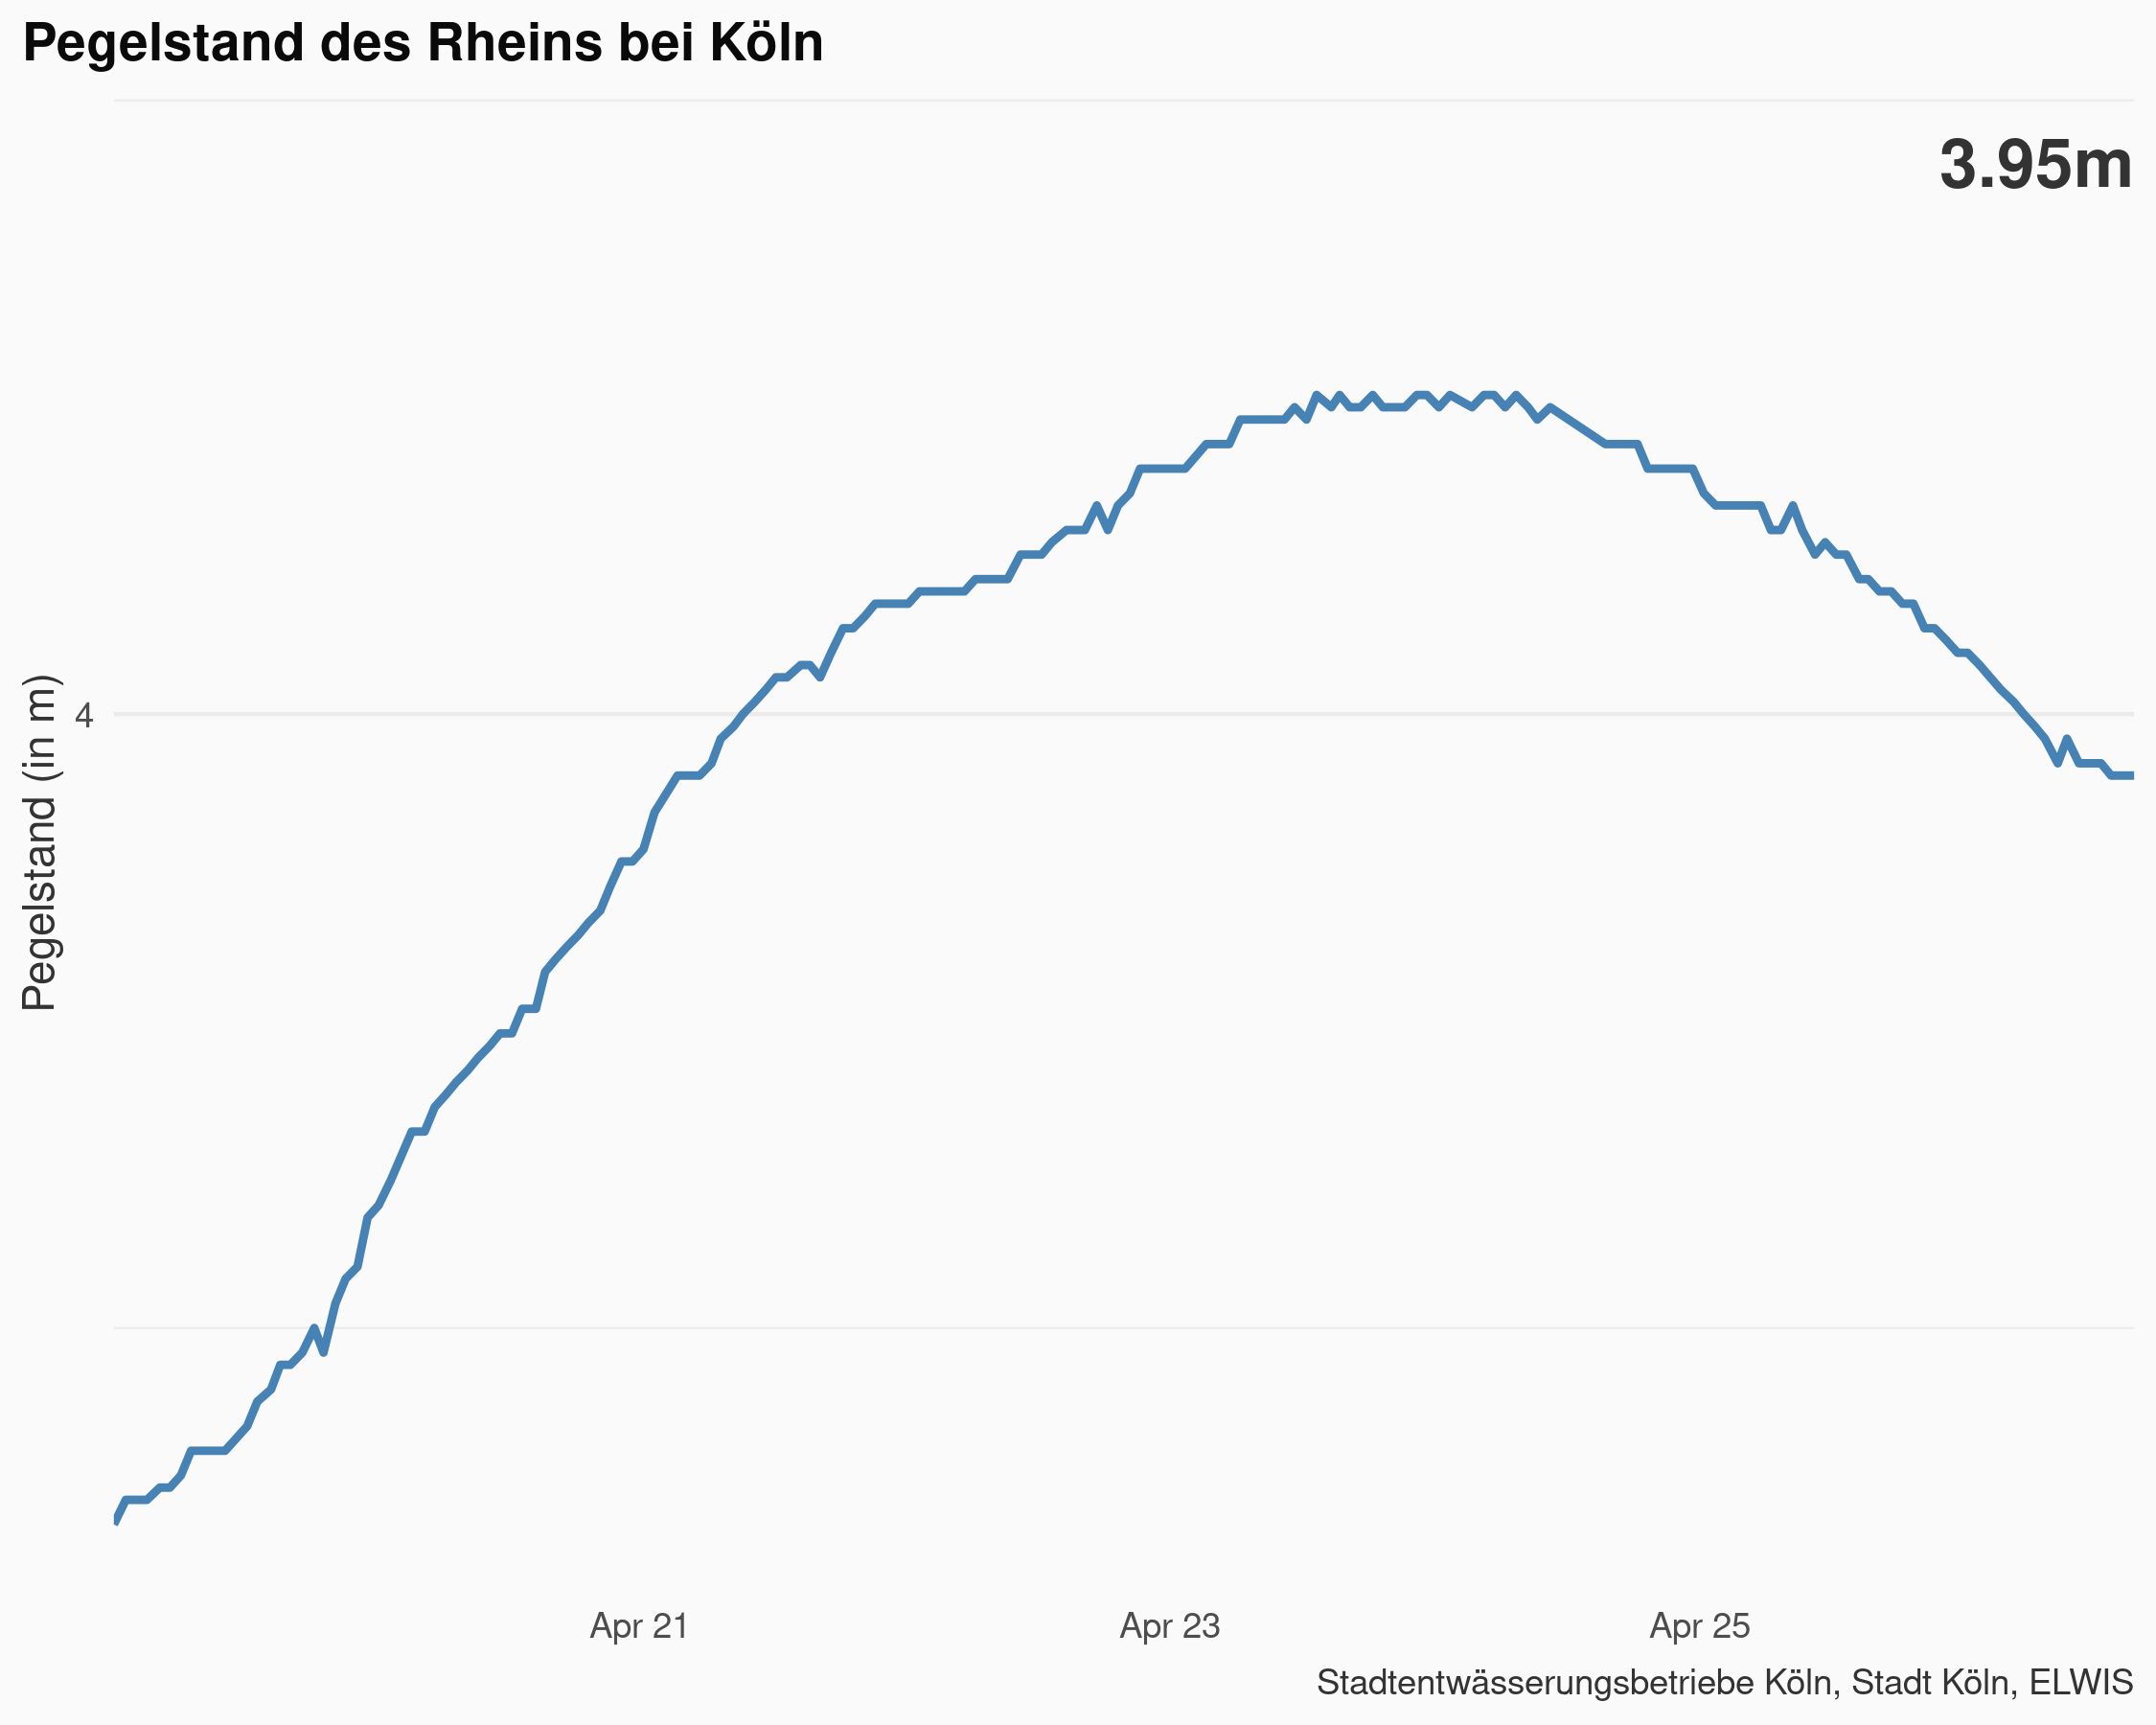 Pegelstand des Rheins bei Köln
3.95m
Pegelstand (in m)
4
Apr 21
Apr 23
Apr 25
Stadtentwässerungsbetriebe Köln, Stadt Köln, ELWIS